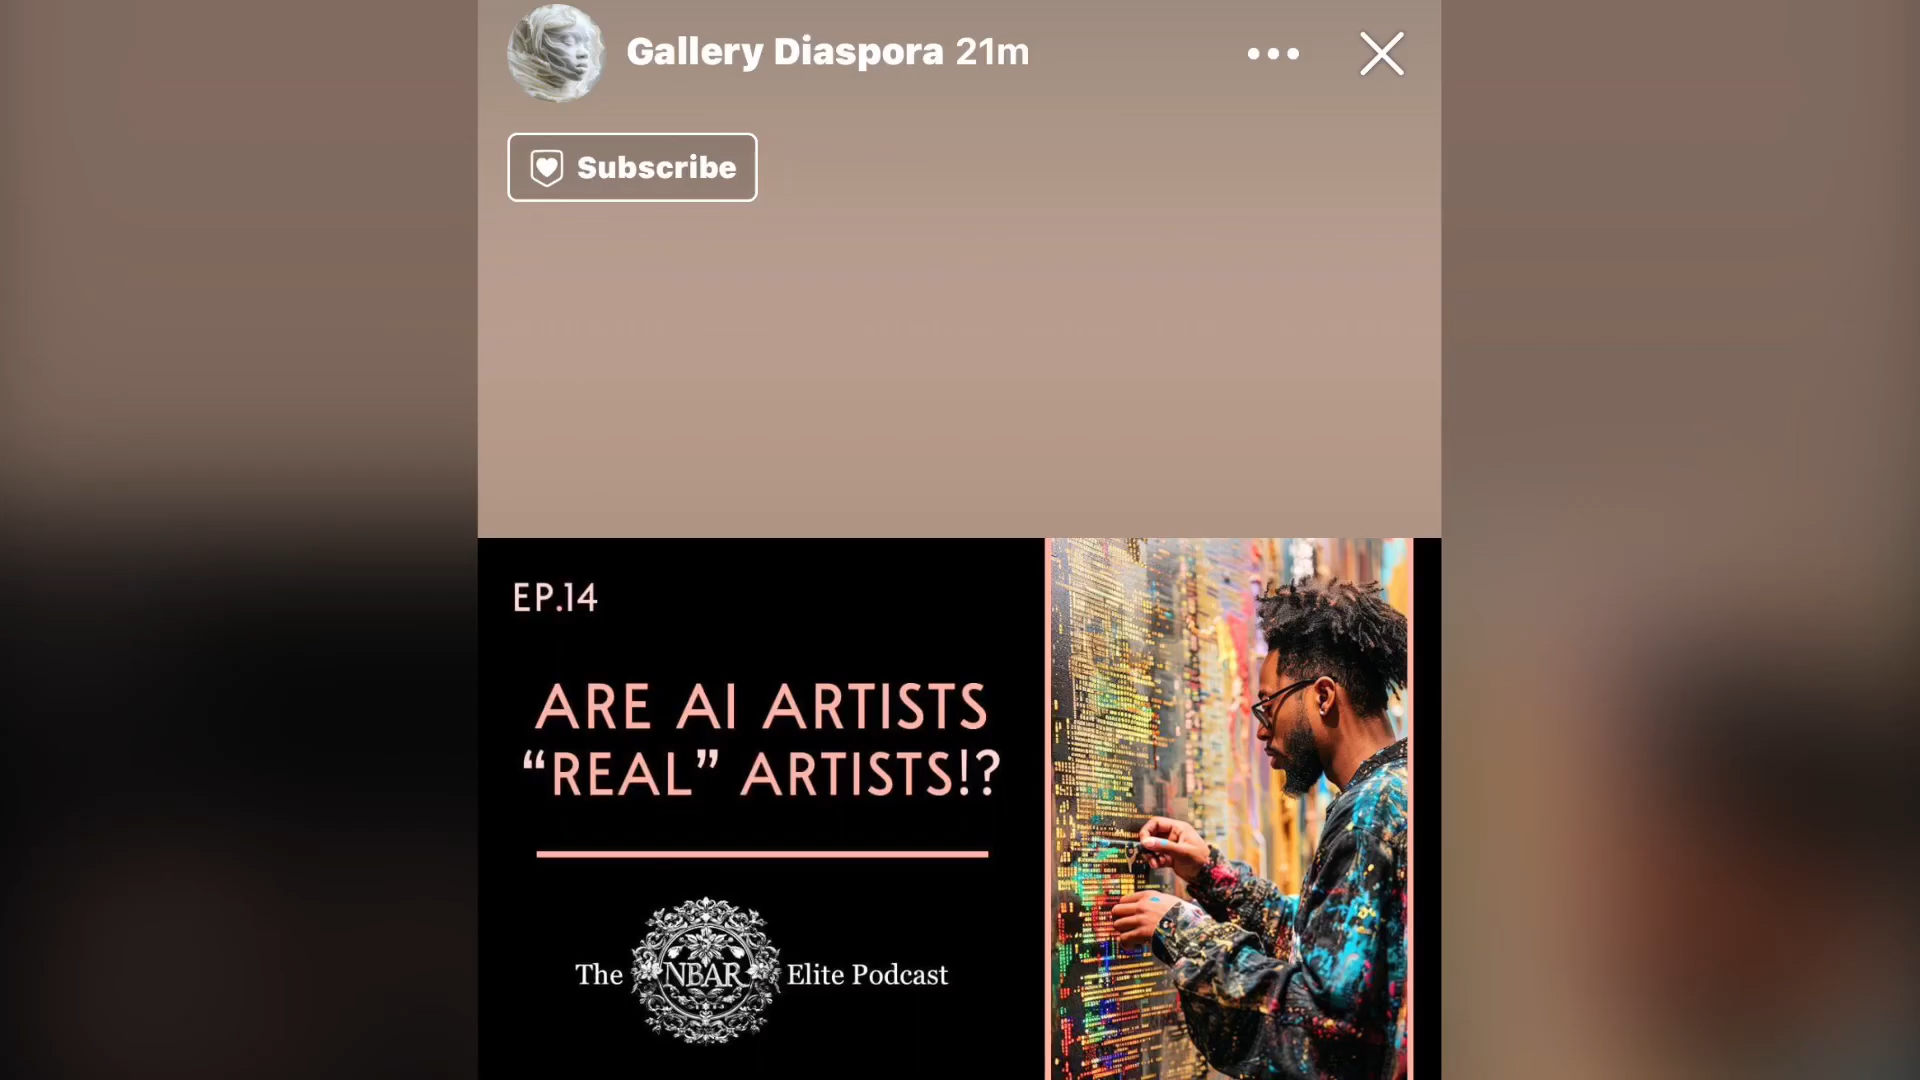 Gallery Diaspora 21m
Subscribe
EP.14
ARE AI ARTISTS
“REAL” ARTISTS!?
The NBAR Elite Podcast